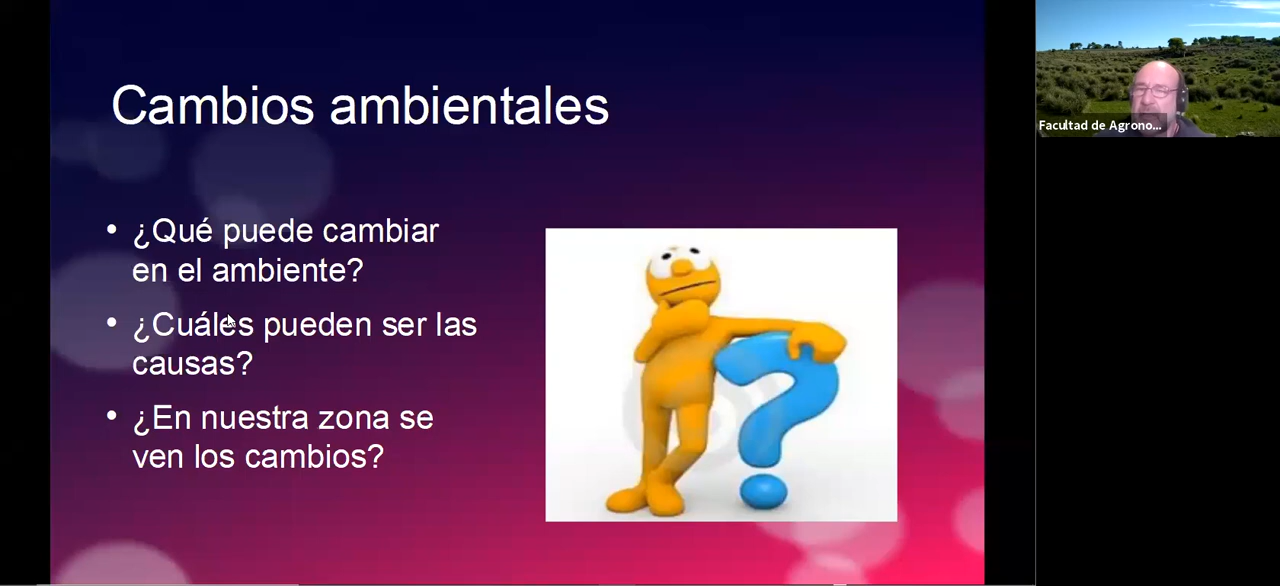 Cambios ambientales
• ¿Qué puede cambiar
en el ambiente?
• ¿Cuáles pueden ser las
causas?
• ¿En nuestra zona se
ven los cambios?
Facultad de Agrono...